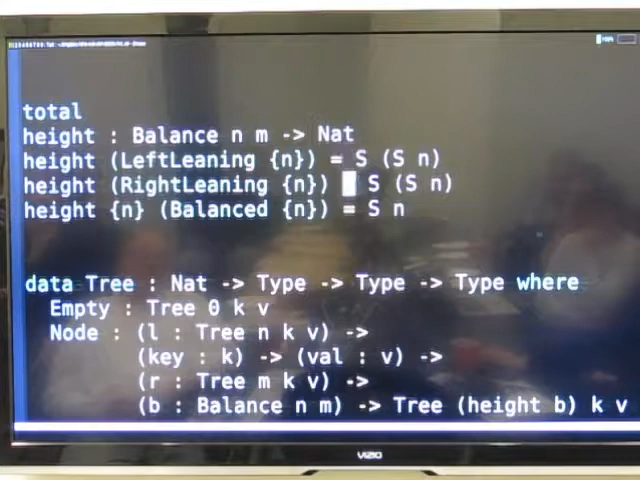 total
height : Balance n m -> Nat
height (LeftLeaning {n}) = S (S n)
height (RightLeaning {n}) S (S n)
height {n} (Balanced {n}) = S n
data Tree : Nat -> Type -> Type -> Type where
Empty : Tree 0 k v
Node : (l : Tree n k v) ->
(key : k) -> (val : v) ->
(r : Tree m k v) ->
(b : Balance n m) -> Tree (height b) k v
VIZIO